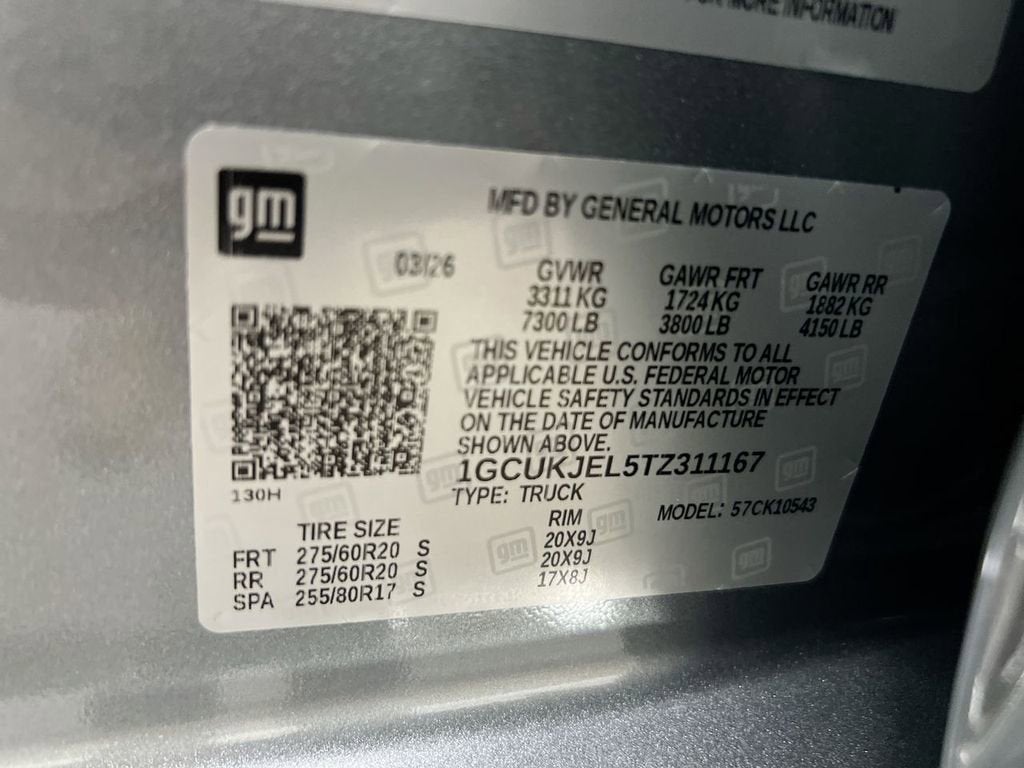 FOR MORE INFORMATION
gm
MFD BY GENERAL MOTORS LLC
03/26
GVWR GAWR FRT GAWR RR
3311 KG 1724 KG 1882 KG
7300 LB 3800 LB 4150 LB
THIS VEHICLE CONFORMS TO ALL
APPLICABLE U.S. FEDERAL MOTOR
VEHICLE SAFETY STANDARDS IN EFFECT
ON THE DATE OF MANUFACTURE
SHOWN ABOVE.
1GCUKJEL5TZ311167
130H
TYPE: TRUCK MODEL: 57CK10543
TIRE SIZE RIM
FRT 275/60R20 S 20X9J
RR 275/60R20 S 20X9J
SPA 255/80R17 S 17X8J